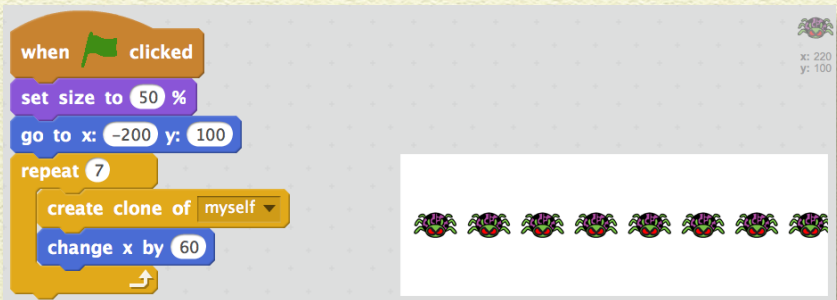 when clicked
set size to 50 %
go to x: -200 y: 100
repeat 7
create clone of myself
change x by 60
x: 220
y: 100